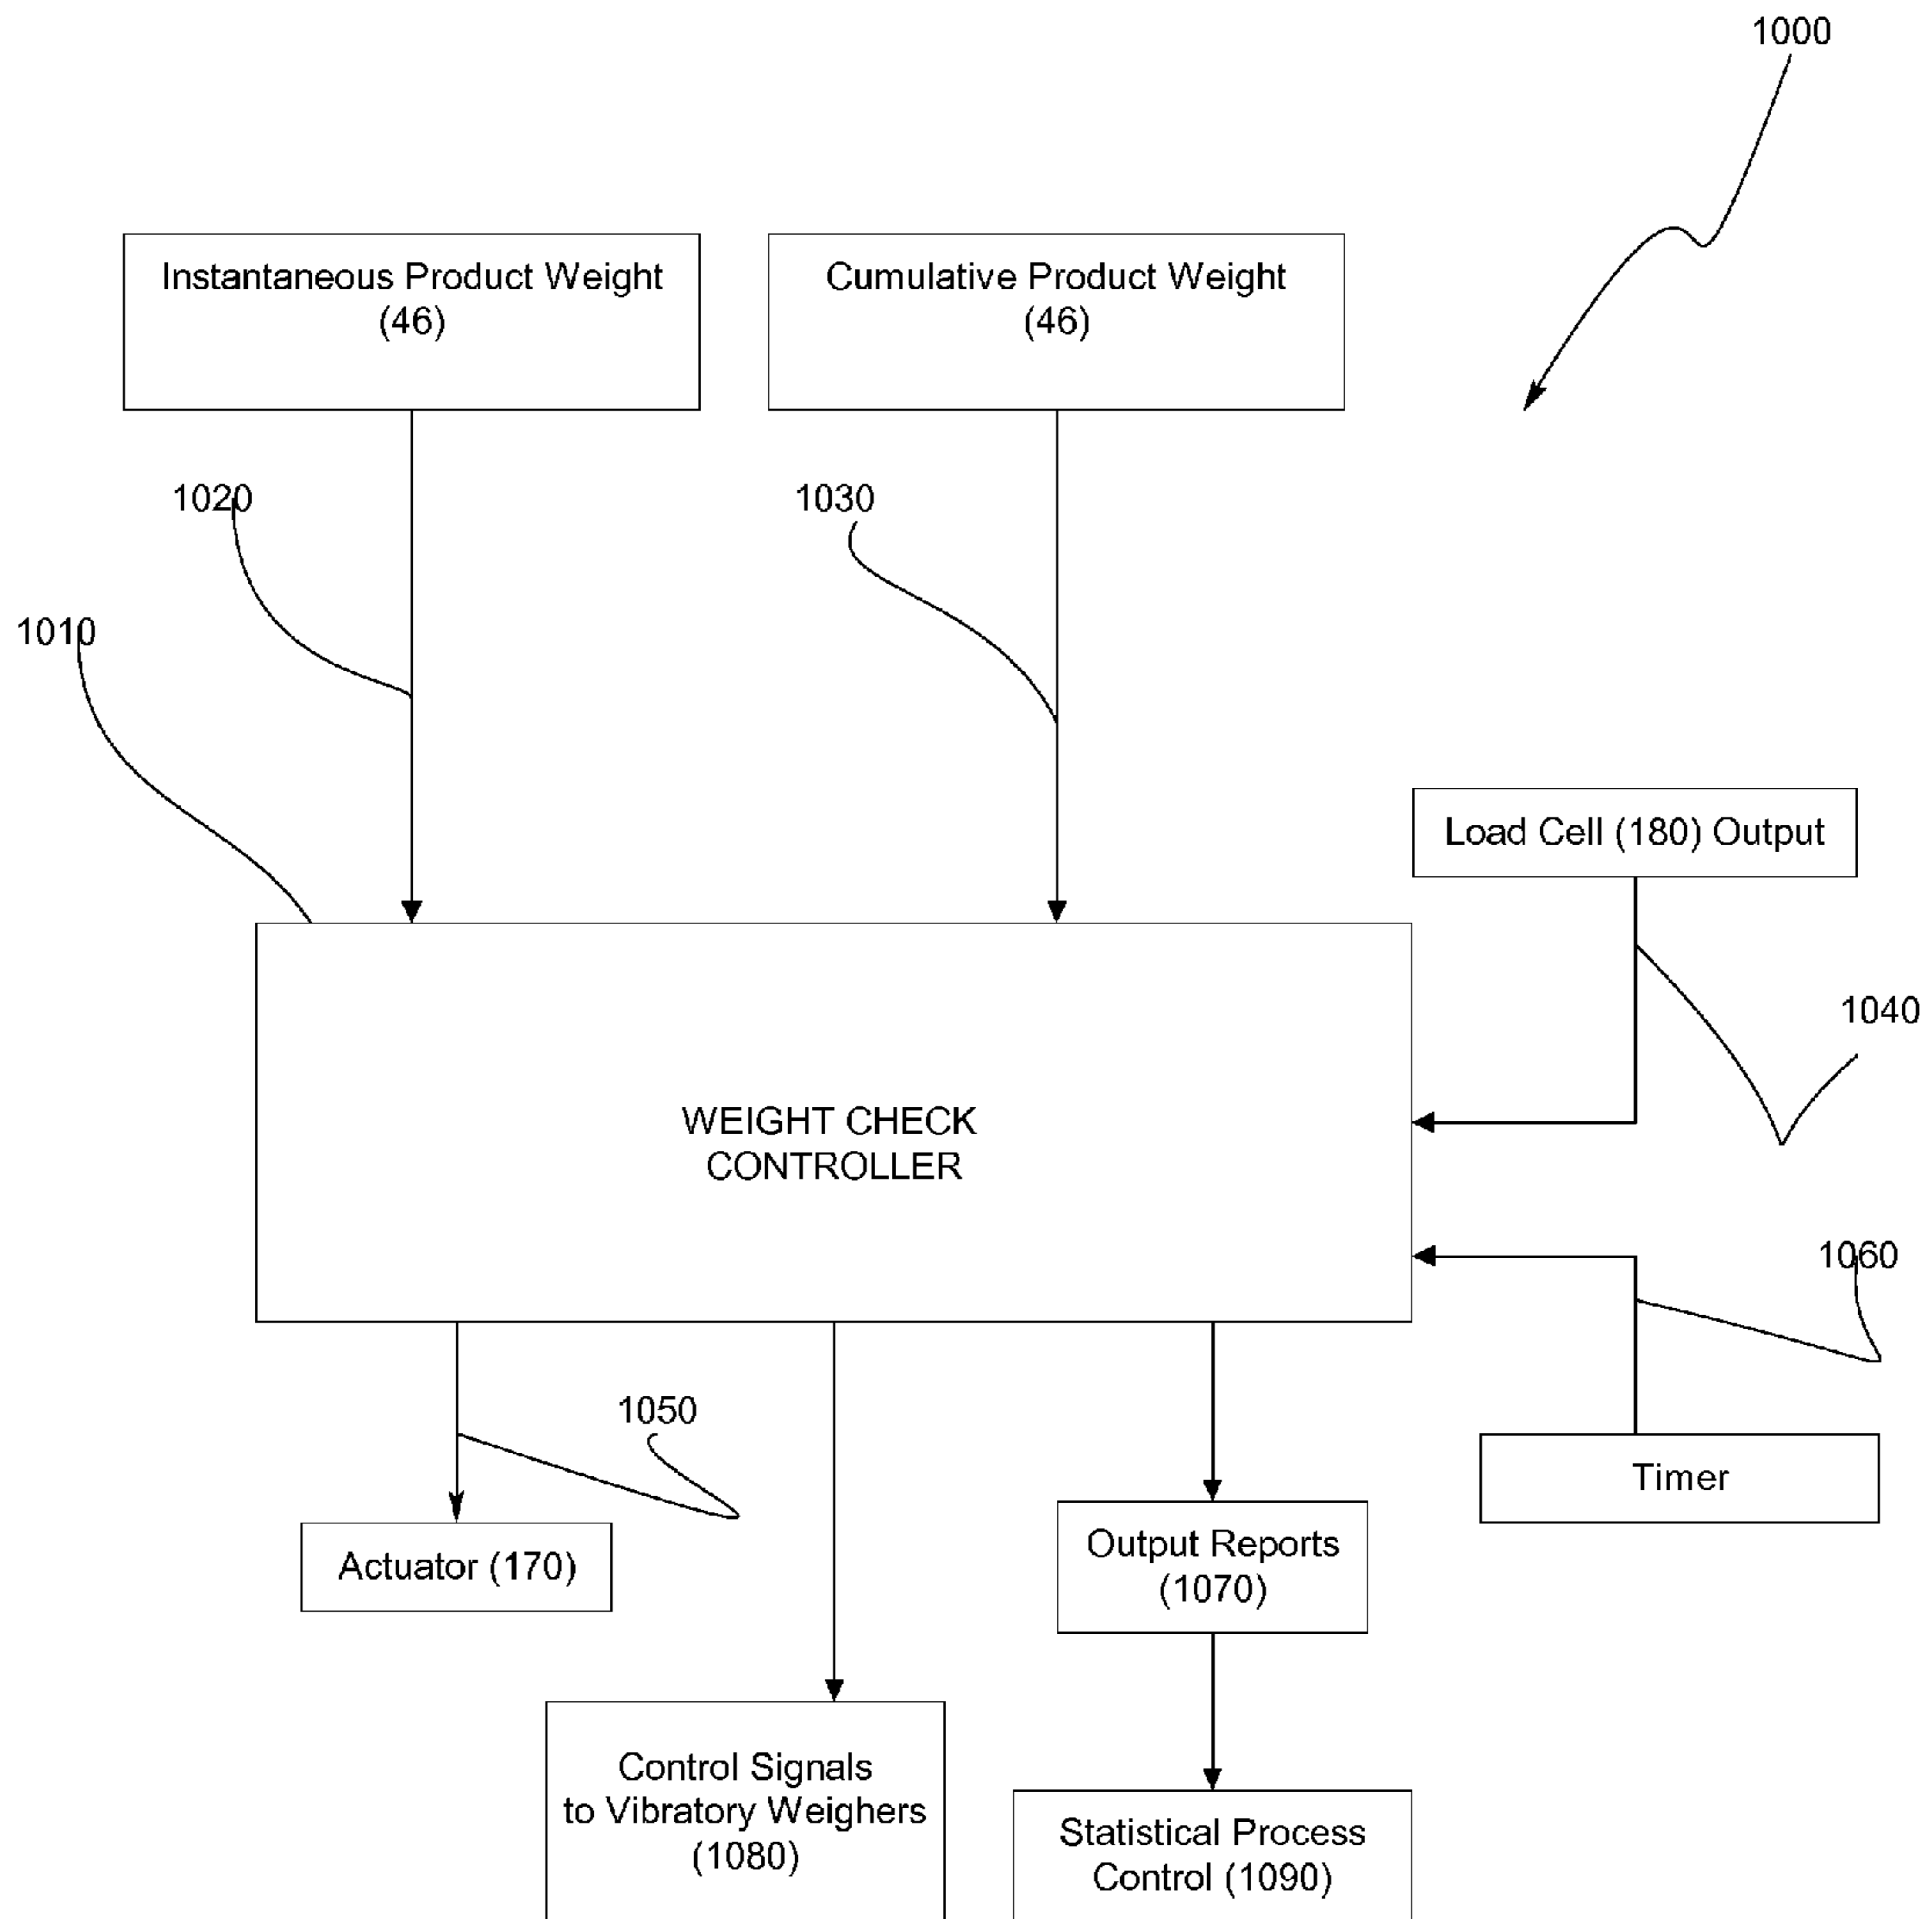 1000
Instantaneous Product Weight
(46)
Cumulative Product Weight
(46)
1020
1030
1010
Load Cell (180) Output
1040
WEIGHT CHECK
CONTROLLER
1060
1050
Timer
Actuator (170)
Output Reports
(1070)
Control Signals
to Vibratory Weighers
(1080)
Statistical Process
Control (1090)